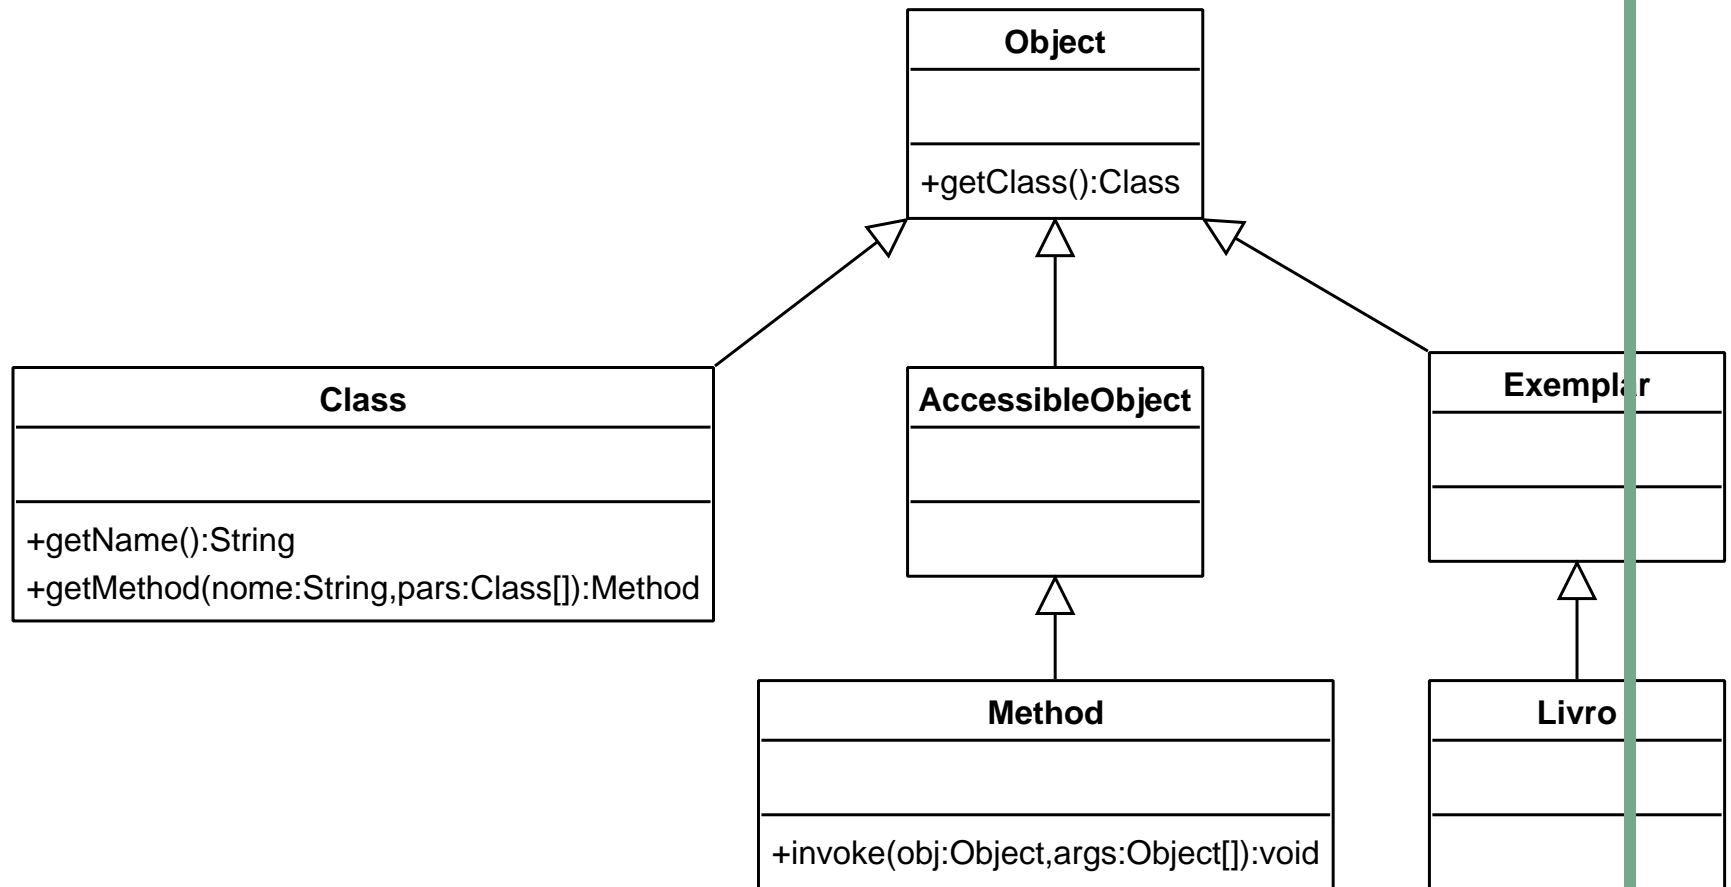 Object
+getClass():Class
Class
+getName():String
+getMethod(nome:String,pars:Class[]):Method
AccessibleObject
Exemplar
Method
+invoke(obj:Object,args:Object[]):void
Livro